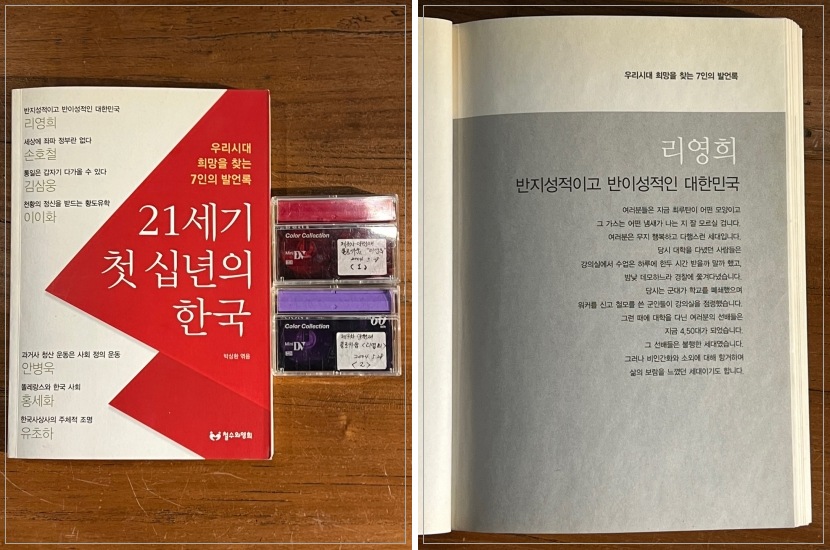 반지성적이고 반이성적인 대한민국
리영희
세상에 좌파 정부란 없다
손호철
통일은 갑자기 다가올 수 있다
김삼웅
천황의 정신을 받드는 황도유학
이이화
우리시대
희망을 찾는
7인의 발언록
21세기
첫 십년의
한국
박상환 엮음
과거사 청산 운동은 사회 정의 운동
안병욱
똘레랑스와 한국 사회
홍세화
한국사상사의 주체적 조명
유초하
철수와영희
Color Collection
Mini DV
2004. 5.
(1)
Color Collection
Mini DV
60
2004. 5.
(2)
우리시대 희망을 찾는 7인의 발언록
리영희
반지성적이고 반이성적인 대한민국
여러분들은 지금 최루탄이 어떤 모양이고
그 가스는 어떤 냄새가 나는 지 잘 모르실 겁니다.
여러분은 무지 행복하고 다행스런 세대입니다.
당시 대학을 다녔던 사람들은
강의실에서 수업은 하루에 한두 시간 받을까 말까 했고,
밤낮 데모하느라 경찰에 쫓겨다녔습니다.
당시는 군대가 학교를 폐쇄했으며
워커를 신고 철모를 쓴 군인들이 강의실을 점령했습니다.
그런 때에 대학을 다닌 여러분의 선배들은
지금 4,50대가 되었습니다.
그 선배들은 불행한 세대였습니다.
그러나 비인간화와 소외에 대해 항거하며
삶의 보람을 느꼈던 세대이기도 합니다.